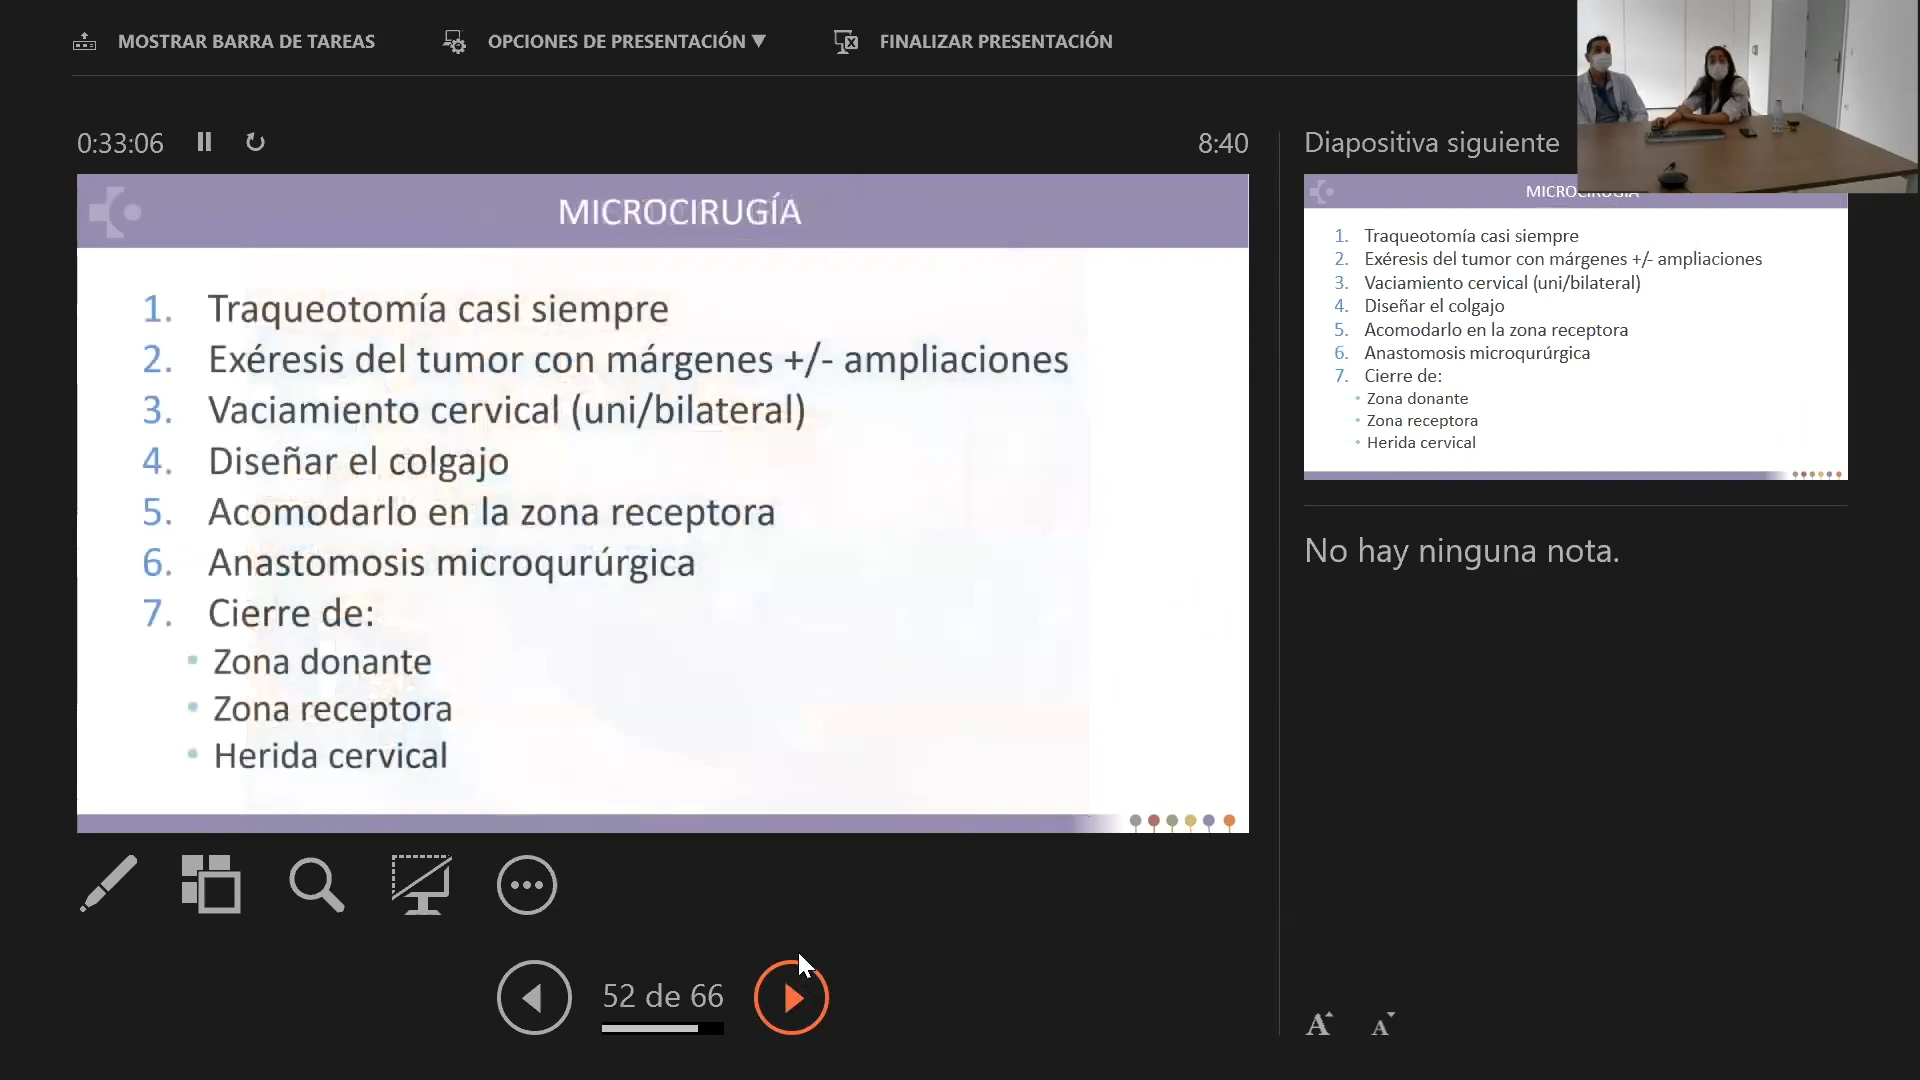 MOSTRAR BARRA DE TAREAS
OPCIONES DE PRESENTACIÓN ▼
FINALIZAR PRESENTACIÓN
0:33:06
8:40
MICROCIRUGÍA
1. Traqueotomía casi siempre
2. Exéresis del tumor con márgenes +/- ampliaciones
3. Vaciamiento cervical (uni/bilateral)
4. Diseñar el colgajo
5. Acomodarlo en la zona receptora
6. Anastomosis microqurúrgica
7. Cierre de:
• Zona donante
• Zona receptora
• Herida cervical
52 de 66
Diapositiva siguiente
MICROCIRUGÍA
1. Traqueotomía casi siempre
2. Exéresis del tumor con márgenes +/- ampliaciones
3. Vaciamiento cervical (uni/bilateral)
4. Diseñar el colgajo
5. Acomodarlo en la zona receptora
6. Anastomosis microqurúrgica
7. Cierre de:
• Zona donante
• Zona receptora
• Herida cervical
No hay ninguna nota.
A A